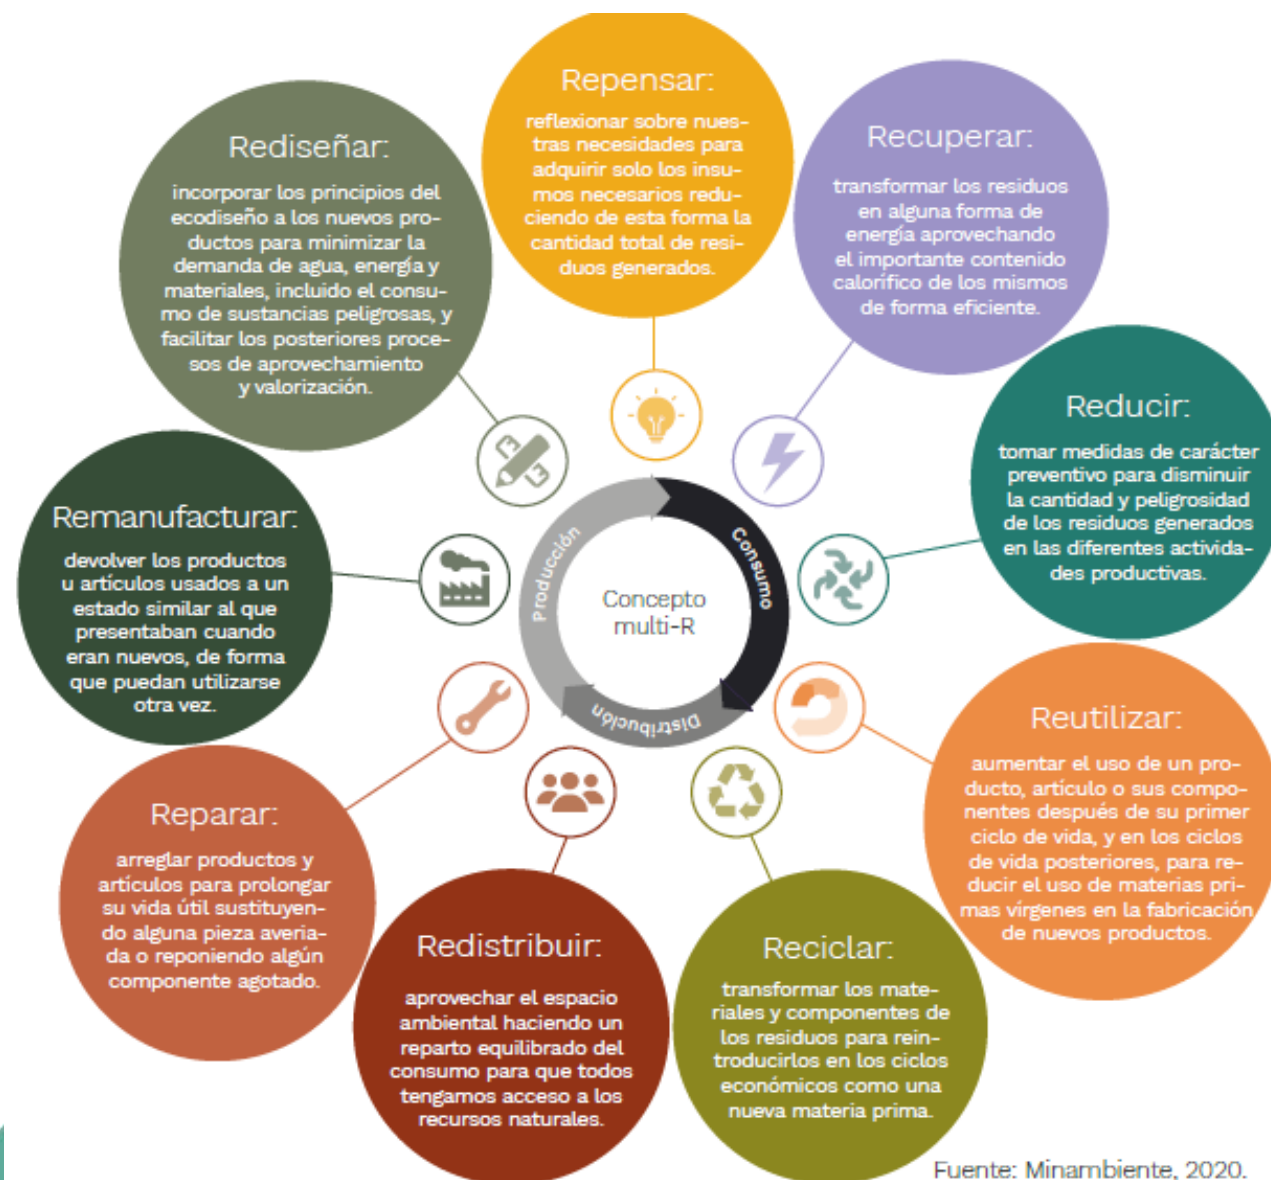 Repensar:
reflexionar sobre nues-
tras necesidades para
adquirir solo los insu-
mos necesarios redu-
ciendo de esta forma la
cantidad total de resi-
duos generados.
Recuperar:
transformar los residuos
en alguna forma de
energía aprovechando
el importante contenido
calorífico de los mismos
de forma eficiente.
Reducir:
tomar medidas de carácter
preventivo para disminuir
la cantidad y peligrosidad
de los residuos generados
en las diferentes activida-
des productivas.
Reutilizar:
aumentar el uso de un pro-
ducto, artículo o sus compo-
nentes después de su primer
ciclo de vida, y en los ciclos
de vida posteriores, para re-
ducir el uso de materias pri-
mas vírgenes en la fabricación
de nuevos productos.
Reciclar:
transformar los mate-
riales y componentes de
los residuos para rein-
troducirlos en los ciclos
económicos como una
nueva materia prima.
Redistribuir:
aprovechar el espacio
ambiental haciendo un
reparto equilibrado del
consumo para que todos
tengamos acceso a los
recursos naturales.
Reparar:
arreglar productos y
artículos para prolongar
su vida útil sustituyen-
do alguna pieza averia-
da o reponiendo algún
componente agotado.
Remanufacturar:
devolver los productos
u artículos usados a un
estado similar al que
presentaban cuando
eran nuevos, de forma
que puedan utilizarse
otra vez.
Rediseñar:
incorporar los principios del
ecodiseño a los nuevos pro-
ductos para minimizar la
demanda de agua, energía y
materiales, incluido el consu-
mo de sustancias peligrosas, y
facilitar los posteriores proce-
sos de aprovechamiento
y valorización.
Producción
Consumo
Distribución
Concepto
multi-R
Fuente: Minambiente, 2020.